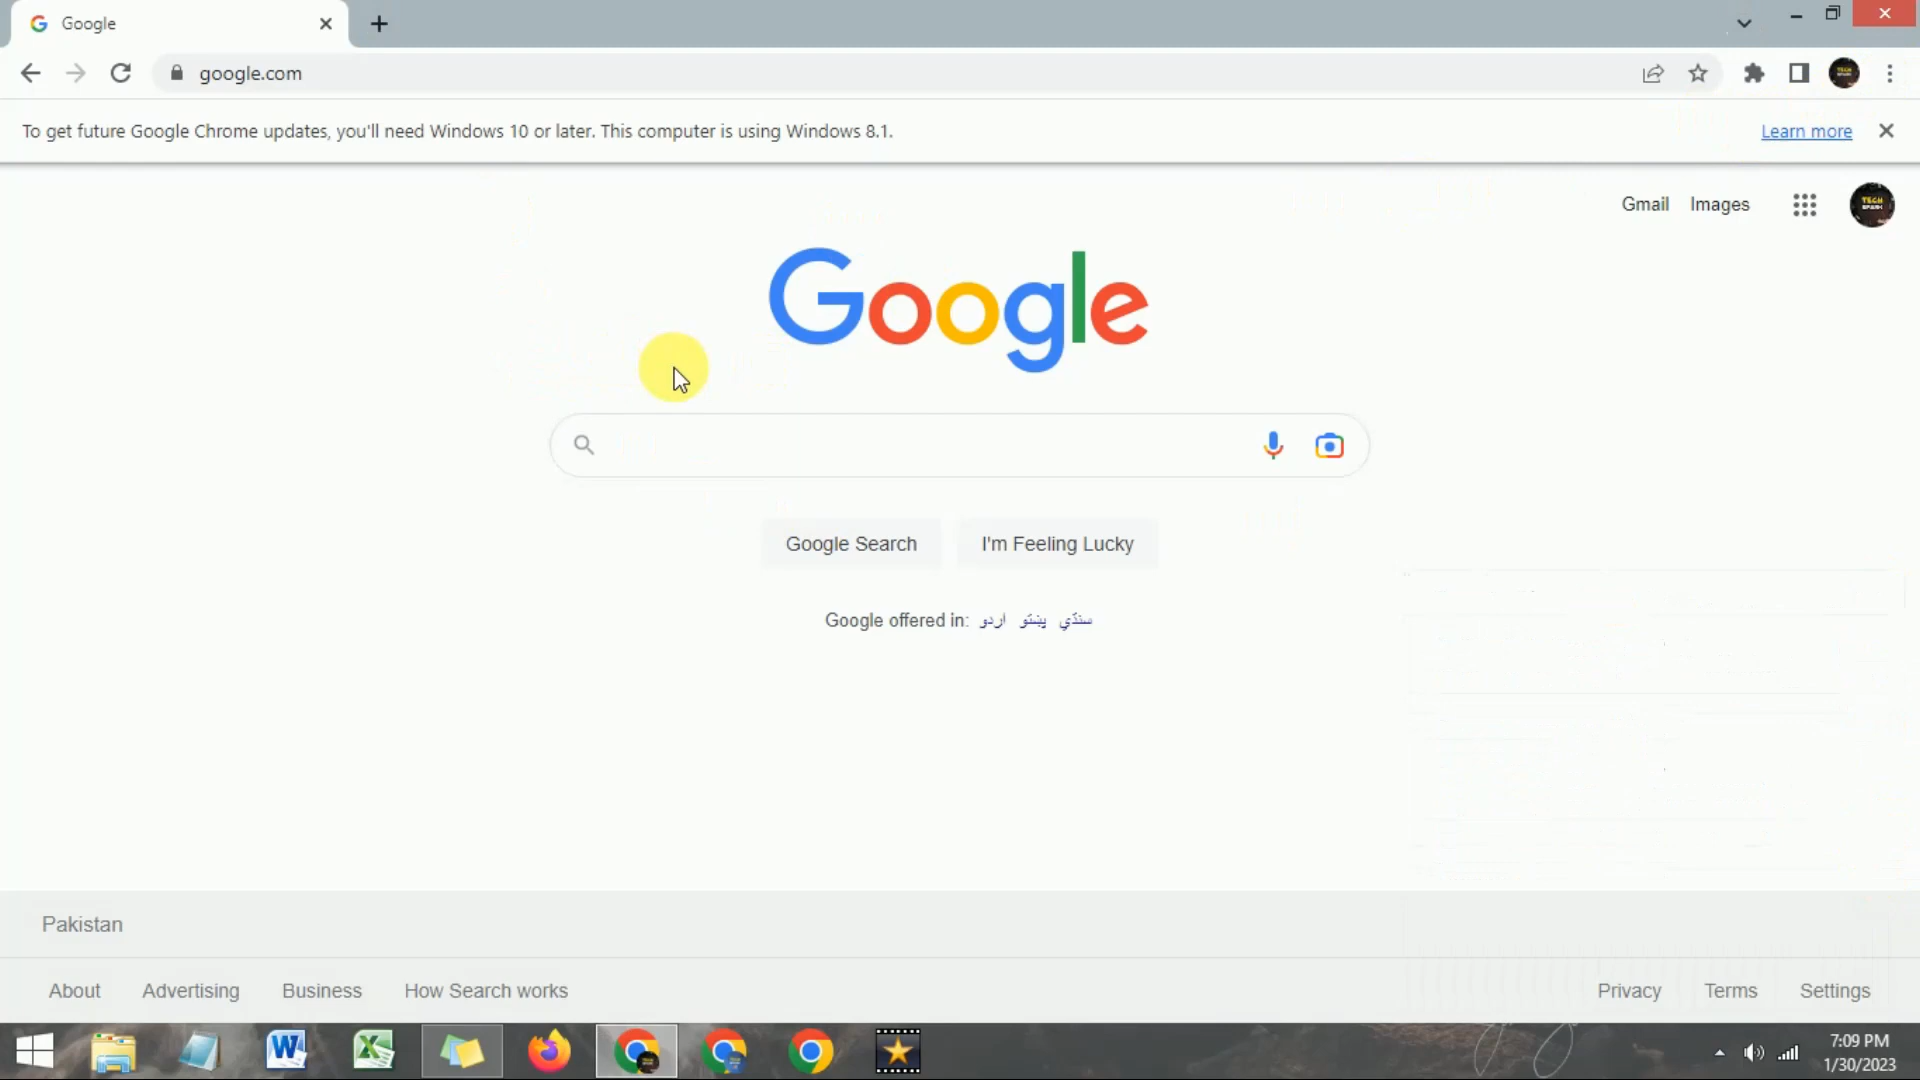 Google
google.com
To get future Google Chrome updates, you'll need Windows 10 or later. This computer is using Windows 8.1.
Learn more
Gmail
Images
TECH
SPARK
Google
Google Search
I'm Feeling Lucky
Google offered in: اردو پښتو سنڌي
Pakistan
About
Advertising
Business
How Search works
Privacy
Terms
Settings
7:09 PM
1/30/2023